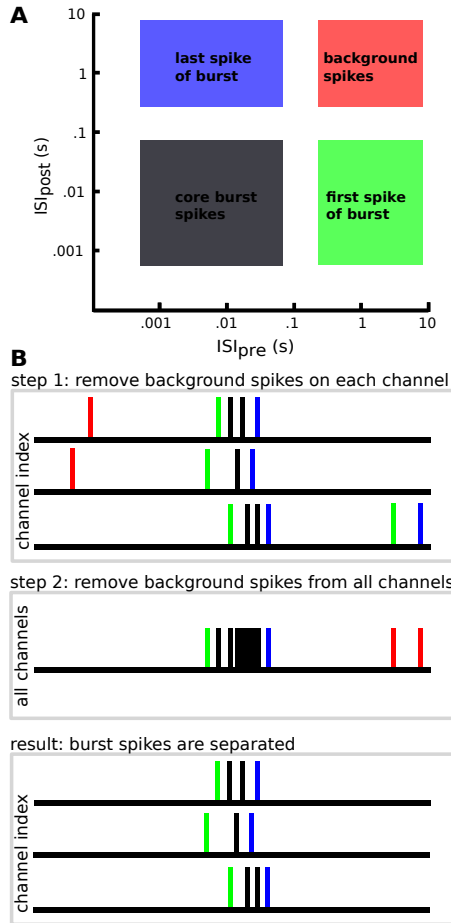 A
10
1
.1
.01
.001
ISIpost (s)
last spike
of burst
background
spikes
core burst
spikes
first spike
of burst
.001
.01
.1
1
10
ISIpre (s)
B
step 1: remove background spikes on each channel
channel index
step 2: remove background spikes from all channels
all channels
result: burst spikes are separated
channel index